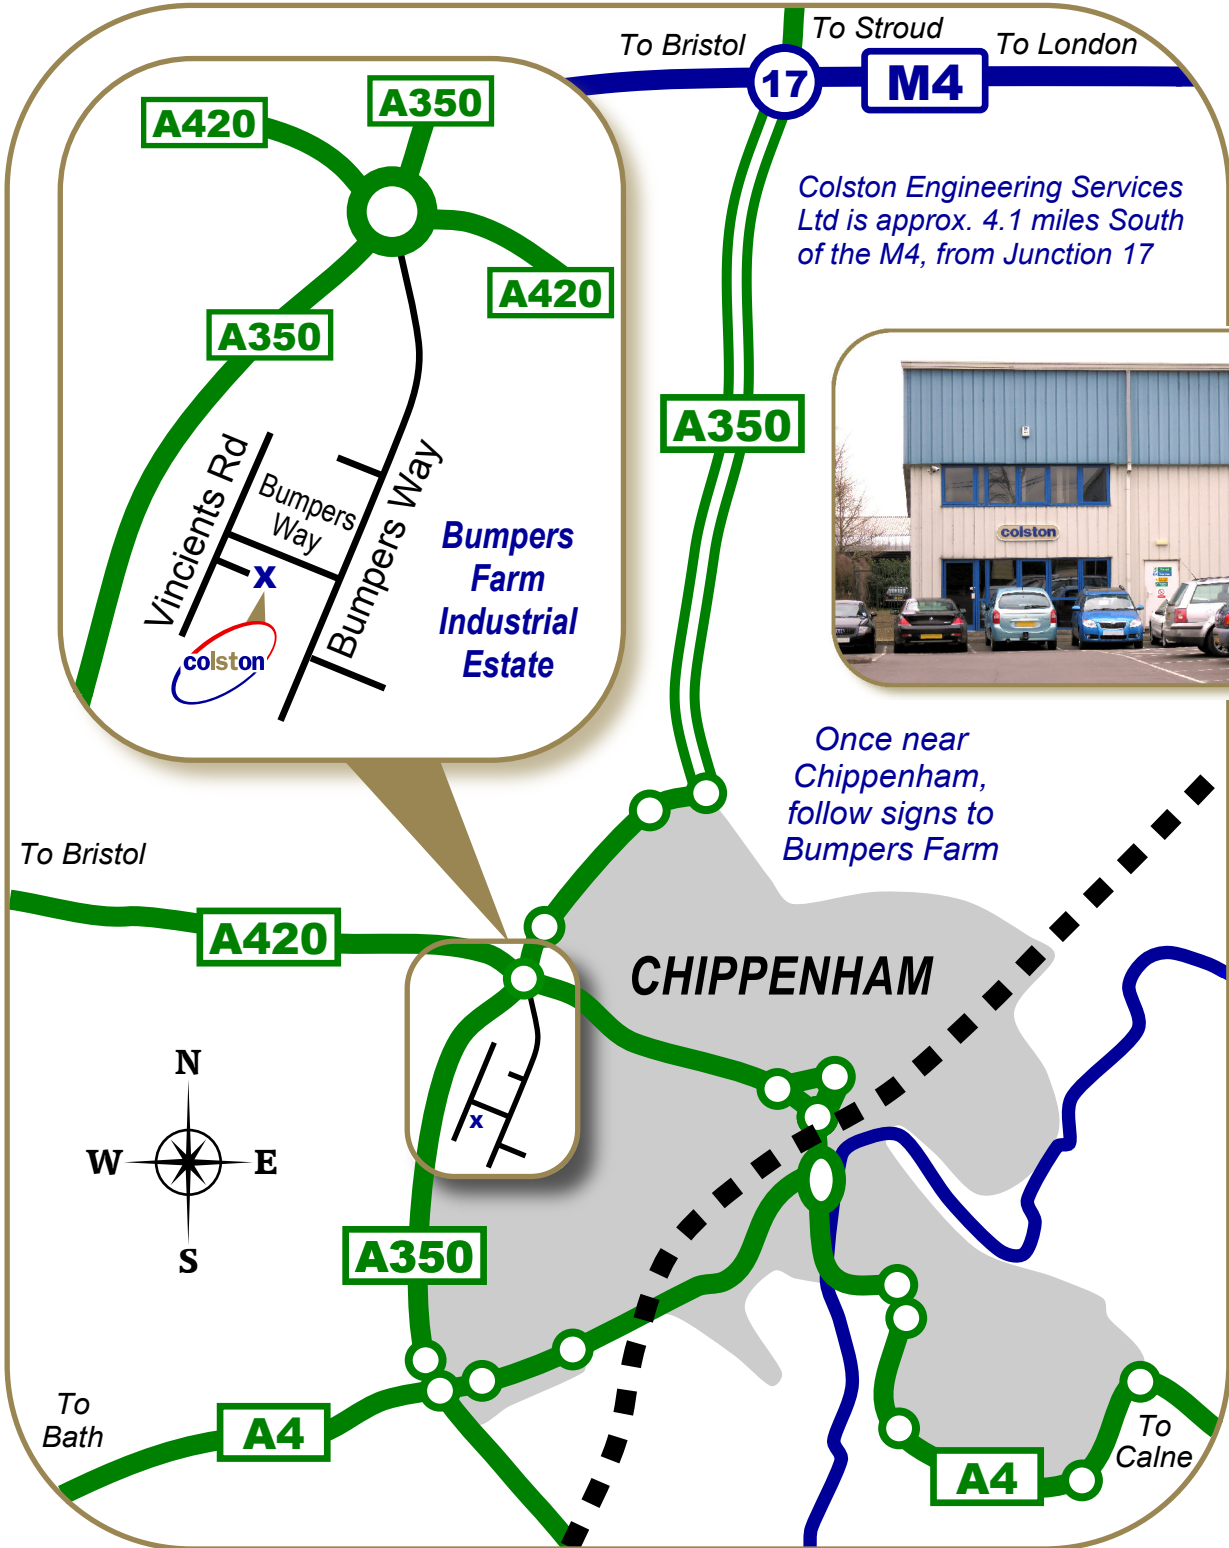 To Bristol
To Stroud
To London
17
M4
A420
A350
A420
A350
Colston Engineering Services
Ltd is approx. 4.1 miles South
of the M4, from Junction 17
A350
Vincients Rd
Bumpers
Way
Bumpers Way
x
colston
Bumpers
Farm
Industrial
Estate
colston
Once near
Chippenham,
follow signs to
Bumpers Farm
To Bristol
A420
CHIPPENHAM
x
N
W
E
S
A350
To
Bath
A4
A4
To
Calne